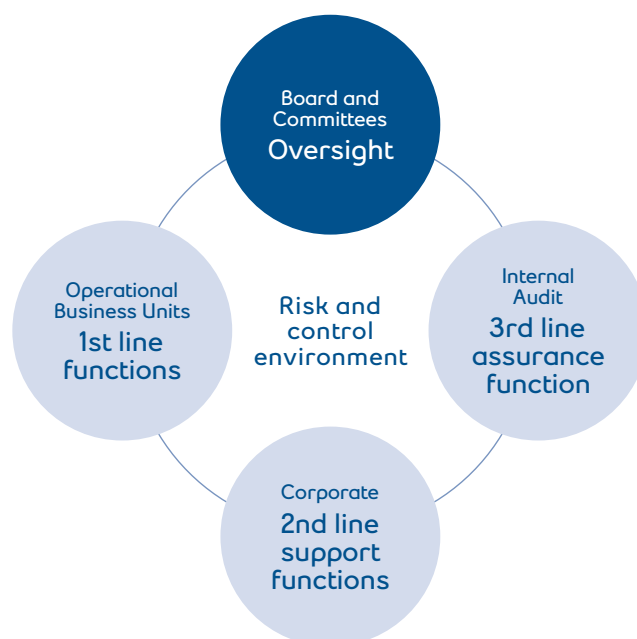 Board and
Committees
Oversight
Operational
Business Units
1st line
functions
Risk and
control
environment
Internal
Audit
3rd line
assurance
function
Corporate
2nd line
support
functions